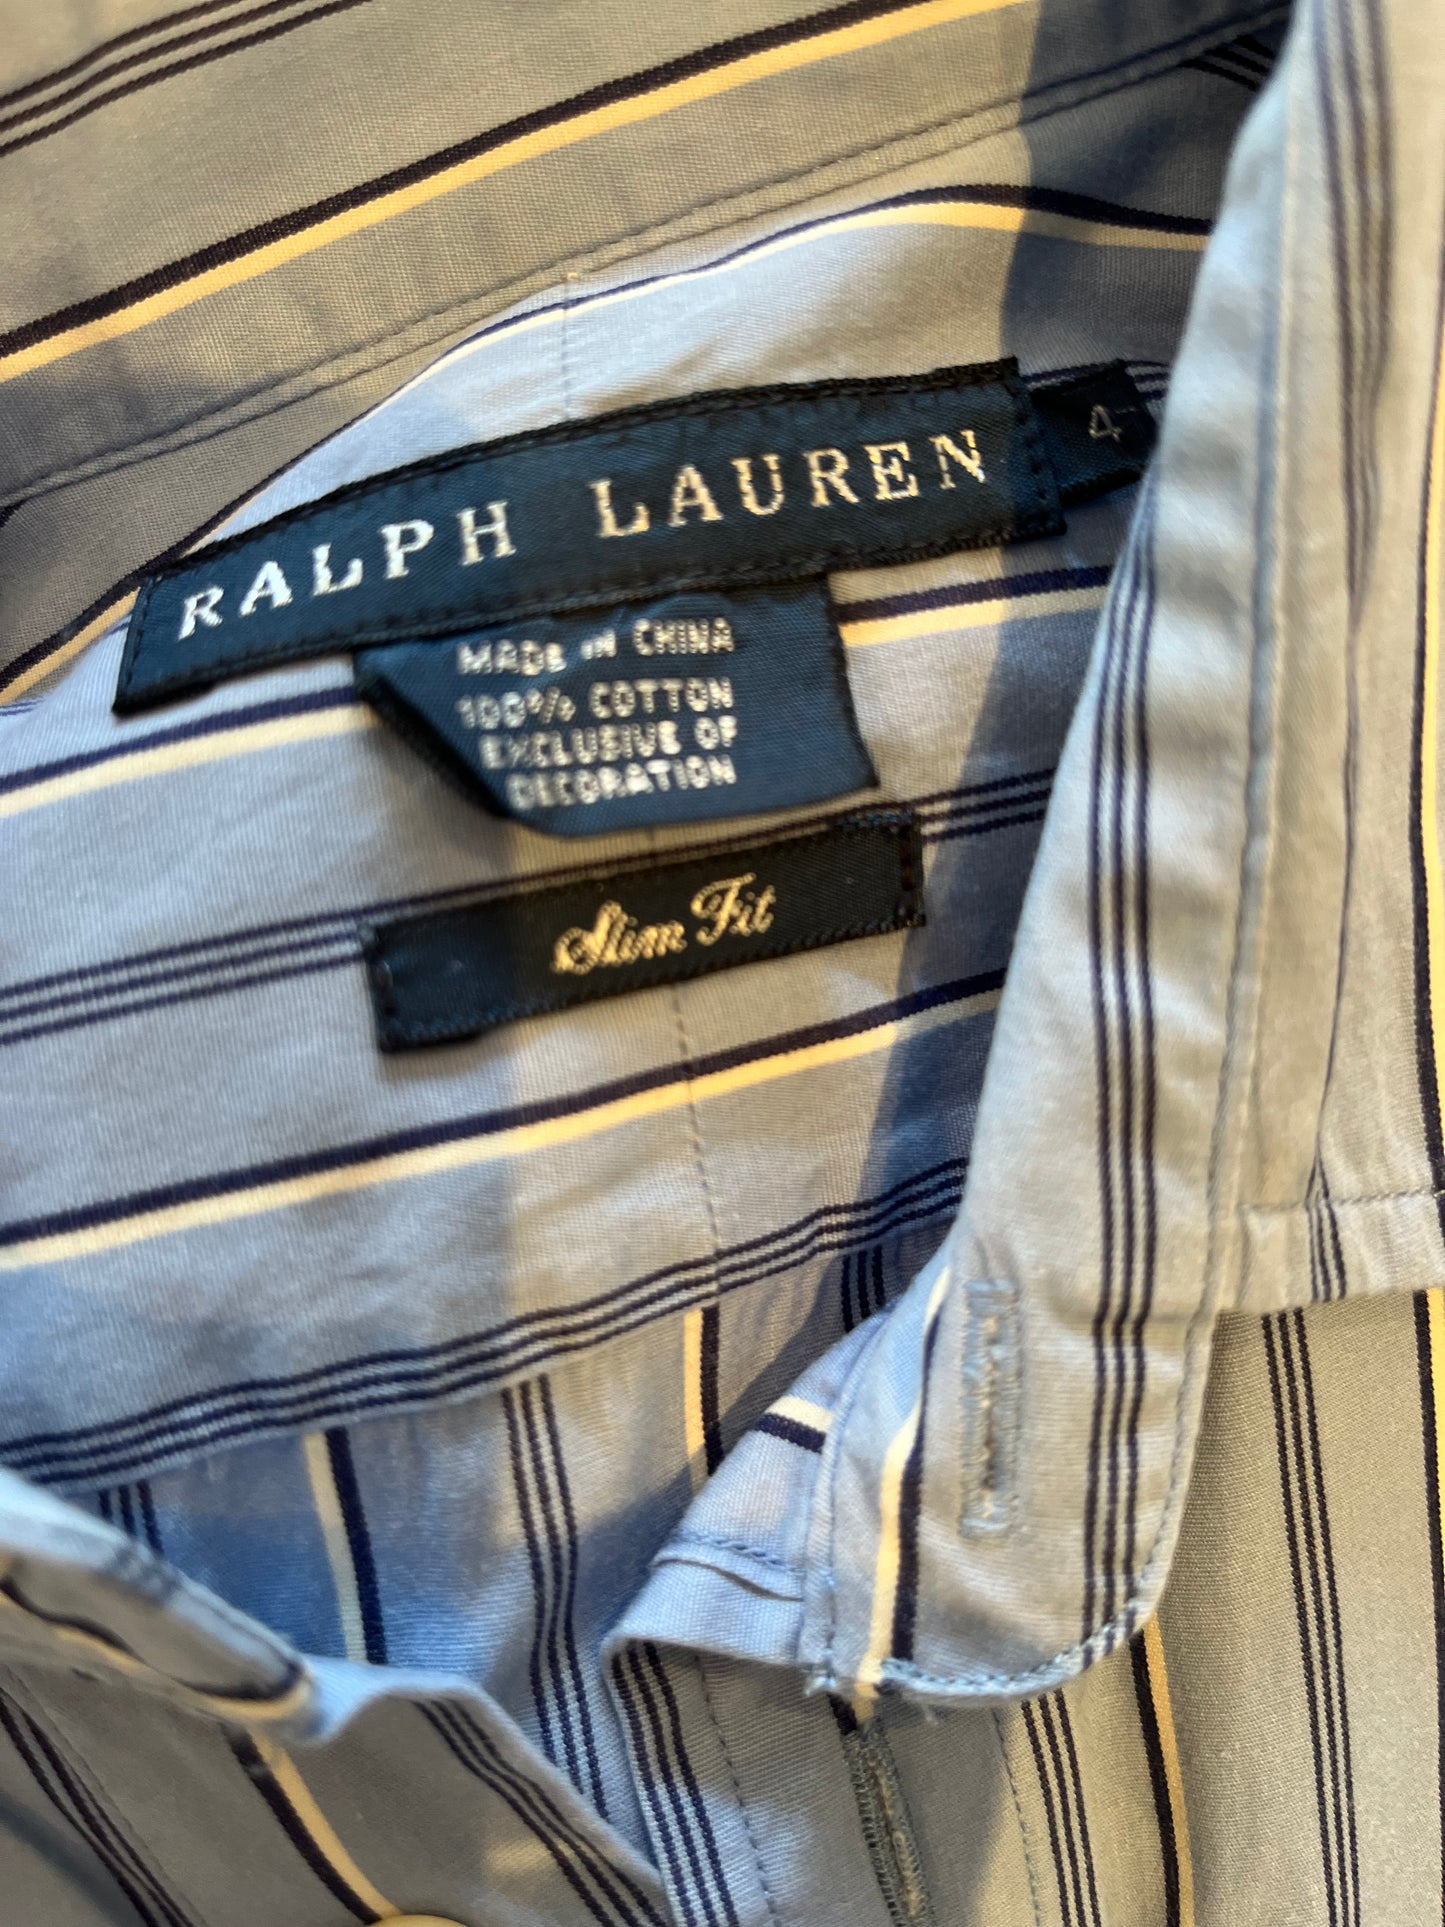 RALPH LAUREN
4
MADE IN CHINA
100% COTTON
EXCLUSIVE OF
DECORATION
Slim Fit